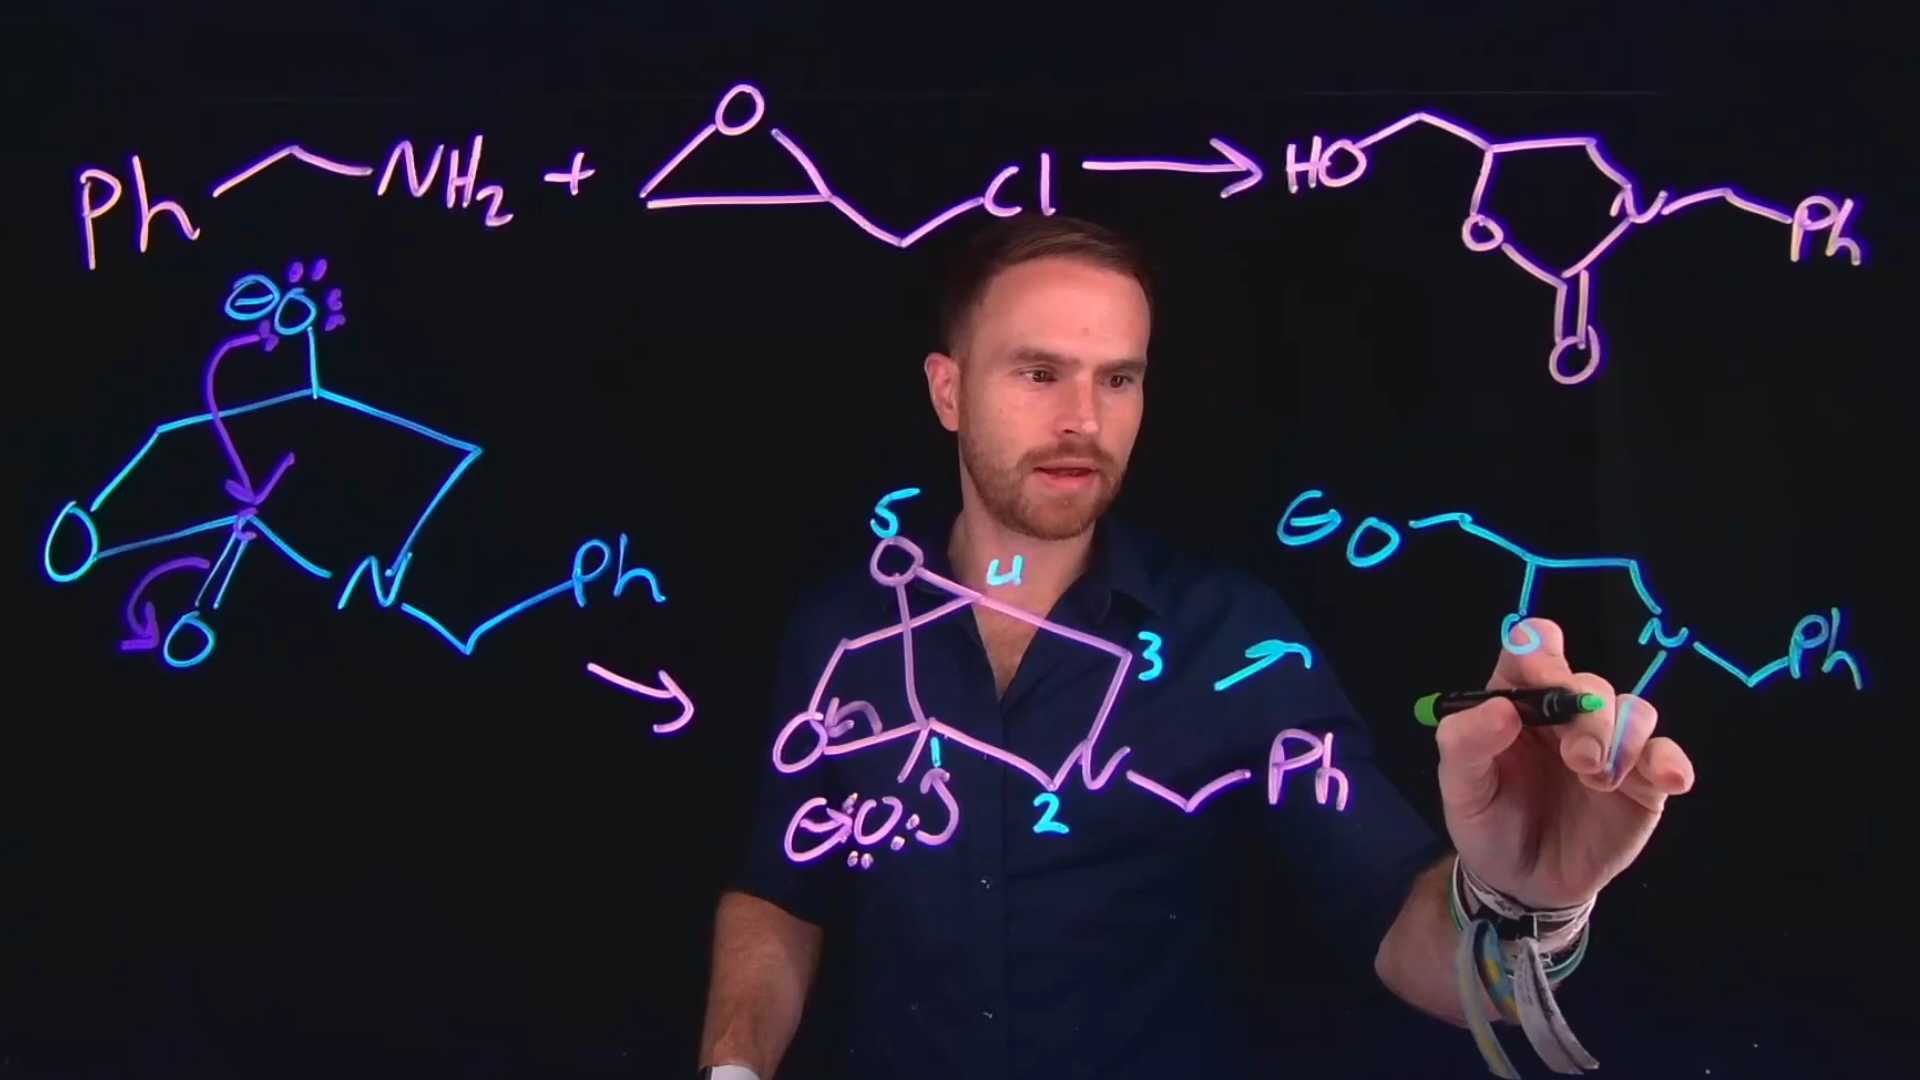 Ph NH2 + O Cl → HO O N Ph O
⊖O
O N Ph O
→
5 O 4 3 O 1 2 N Ph ⊖O
→
⊖O O N Ph